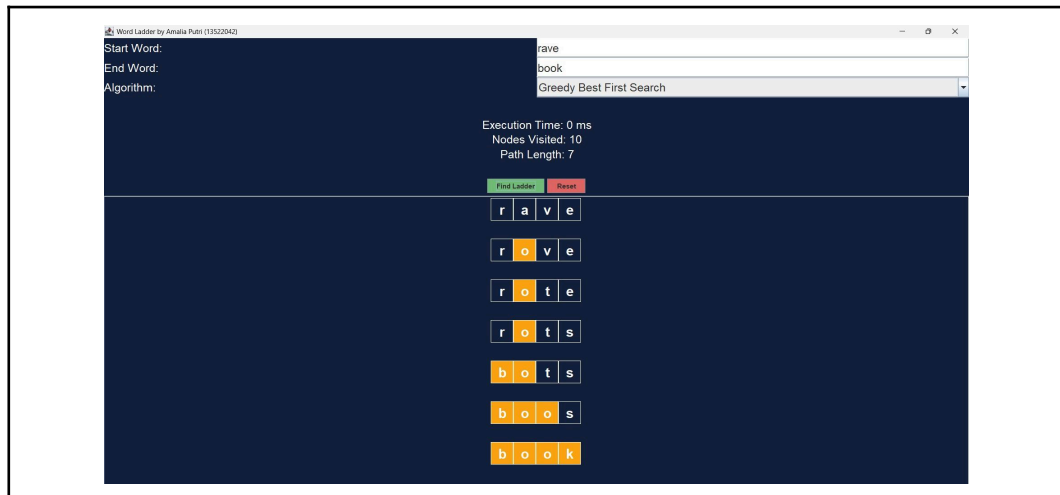 Word Ladder by Amalia Putri (13522042)
Start Word: rave
End Word: book
Algorithm: Greedy Best First Search
Execution Time: 0 ms
Nodes Visited: 10
Path Length: 7
Find Ladder Reset
r a v e
r o v e
r o t e
r o t s
b o t s
b o o s
b o o k